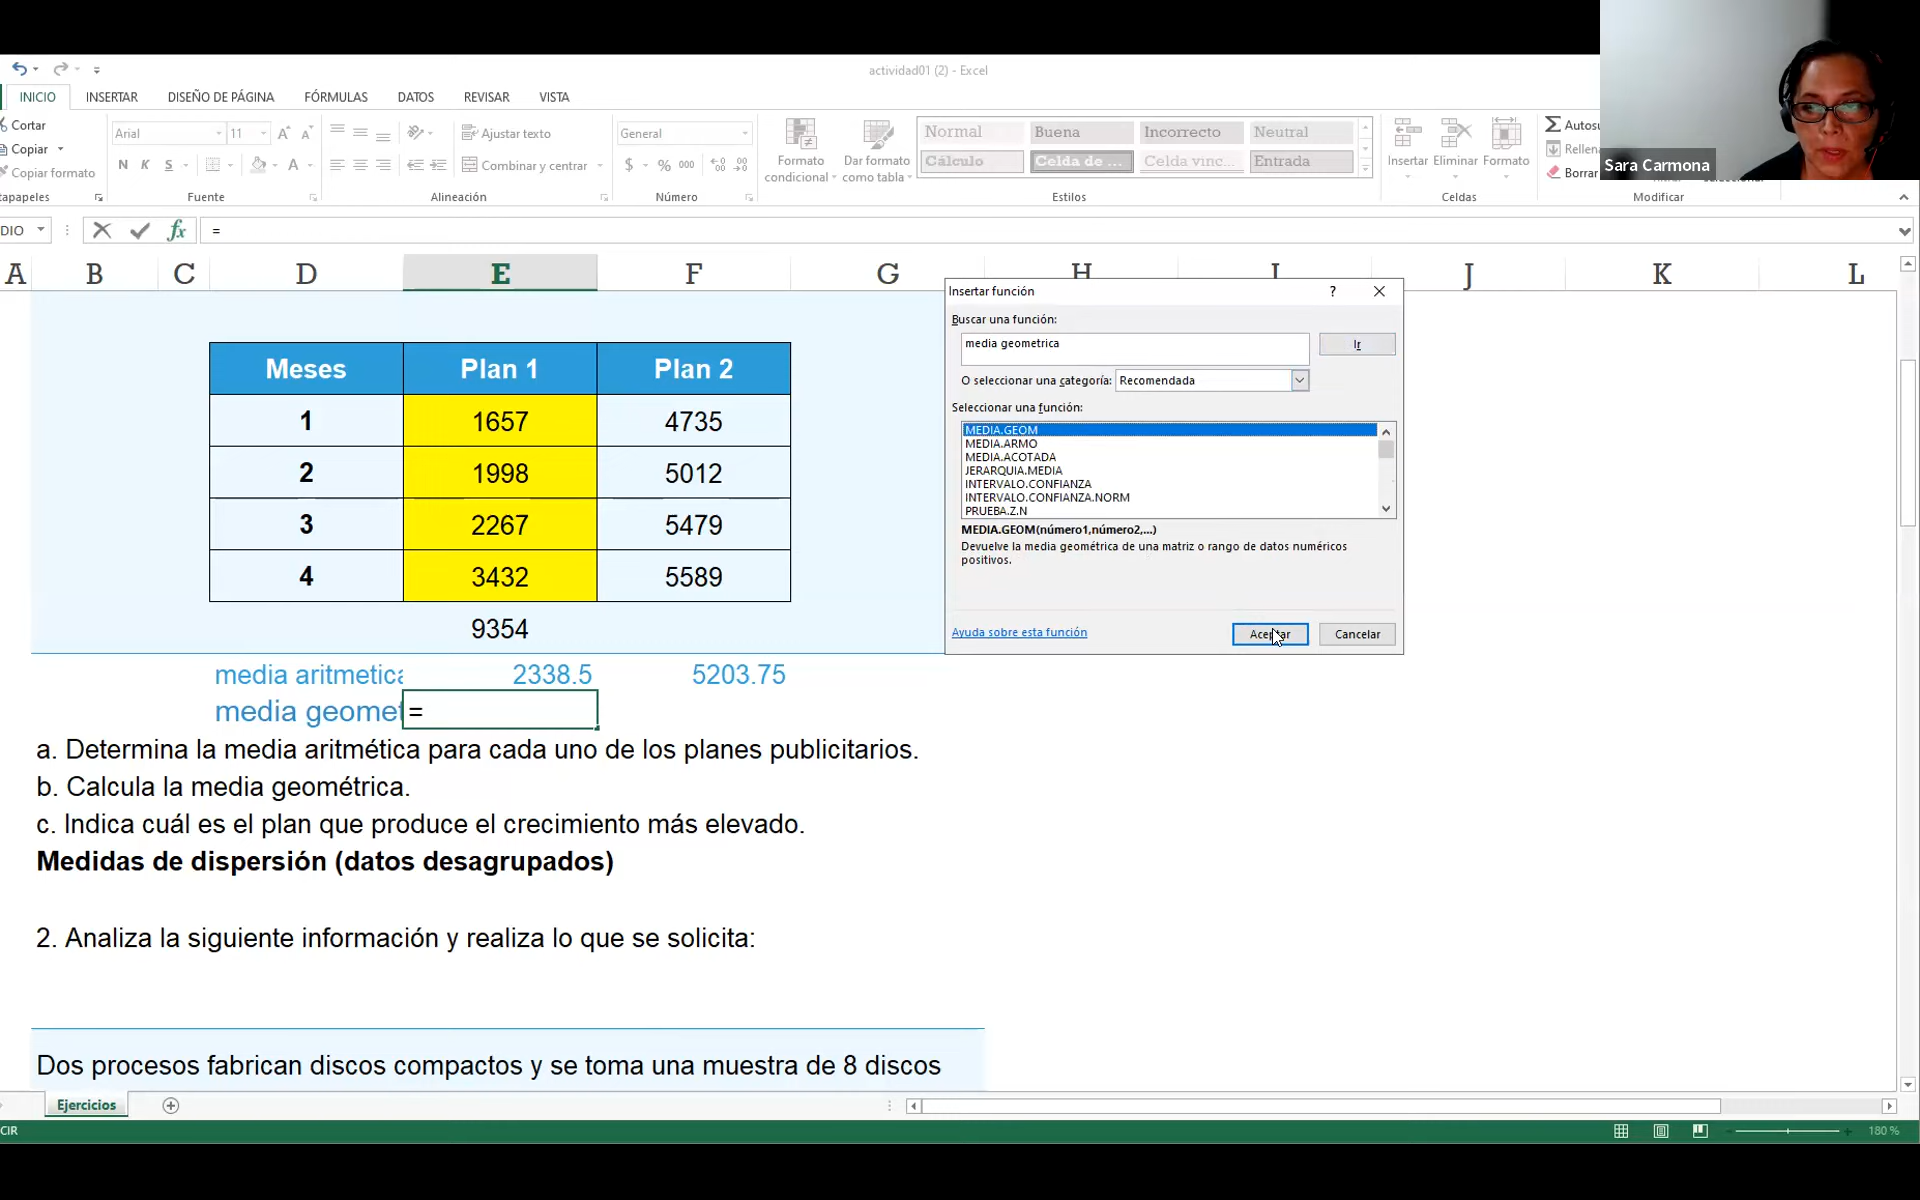 actividad01 (2) - Excel
INICIO INSERTAR DISEÑO DE PÁGINA FÓRMULAS DATOS REVISAR VISTA
Cortar
Copiar
Copiar formato
Arial 11
N K S
Ajustar texto
Combinar y centrar
General
$ % 000
Formato condicional
Dar formato como tabla
Normal Buena Incorrecto Neutral
Cálculo Celda de ... Celda vinc... Entrada
Insertar Eliminar Formato
Autosu
Rellen
Borrar
Sara Carmona
tapapeles Fuente Alineación Número Estilos Celdas Modificar
DIO fx =
A B C D E F G H I J K L
Meses Plan 1 Plan 2
1 1657 4735
2 1998 5012
3 2267 5479
4 3432 5589
9354
media aritmetica 2338.5 5203.75
media geomet =
a. Determina la media aritmética para cada uno de los planes publicitarios.
b. Calcula la media geométrica.
c. Indica cuál es el plan que produce el crecimiento más elevado.
Medidas de dispersión (datos desagrupados)
2. Analiza la siguiente información y realiza lo que se solicita:
Dos procesos fabrican discos compactos y se toma una muestra de 8 discos
Insertar función ?
Buscar una función:
media geometrica
Ir
O seleccionar una categoría: Recomendada
Seleccionar una función:
MEDIA.GEOM
MEDIA.ARMO
MEDIA.ACOTADA
JERARQUIA.MEDIA
INTERVALO.CONFIANZA
INTERVALO.CONFIANZA.NORM
PRUEBA.Z.N
MEDIA.GEOM(número1,número2,...)
Devuelve la media geométrica de una matriz o rango de datos numéricos
positivos.
Ayuda sobre esta función
Aceptar Cancelar
Ejercicios
CIR
180 %